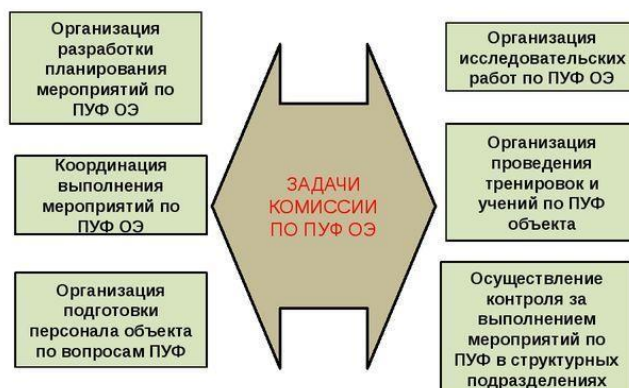 Организация
разработки
планирования
мероприятий по
ПУФ ОЭ
Координация
выполнения
мероприятий по
ПУФ ОЭ
Организация
подготовки
персонала объекта
по вопросам ПУФ
ЗАДАЧИ
КОМИССИИ
ПО ПУФ ОЭ
Организация
исследовательских
работ по ПУФ ОЭ
Организация
проведения
тренировок и
учений по ПУФ
объекта
Осуществление
контроля за
выполнением
мероприятий по
ПУФ в структурных
подразделениях